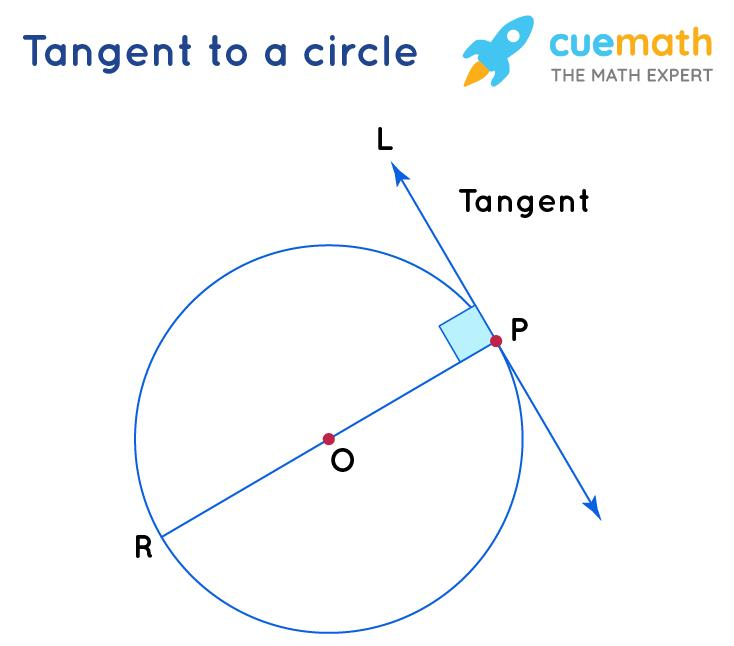 Tangent to a circle
cuemath
THE MATH EXPERT
L
Tangent
P
O
R